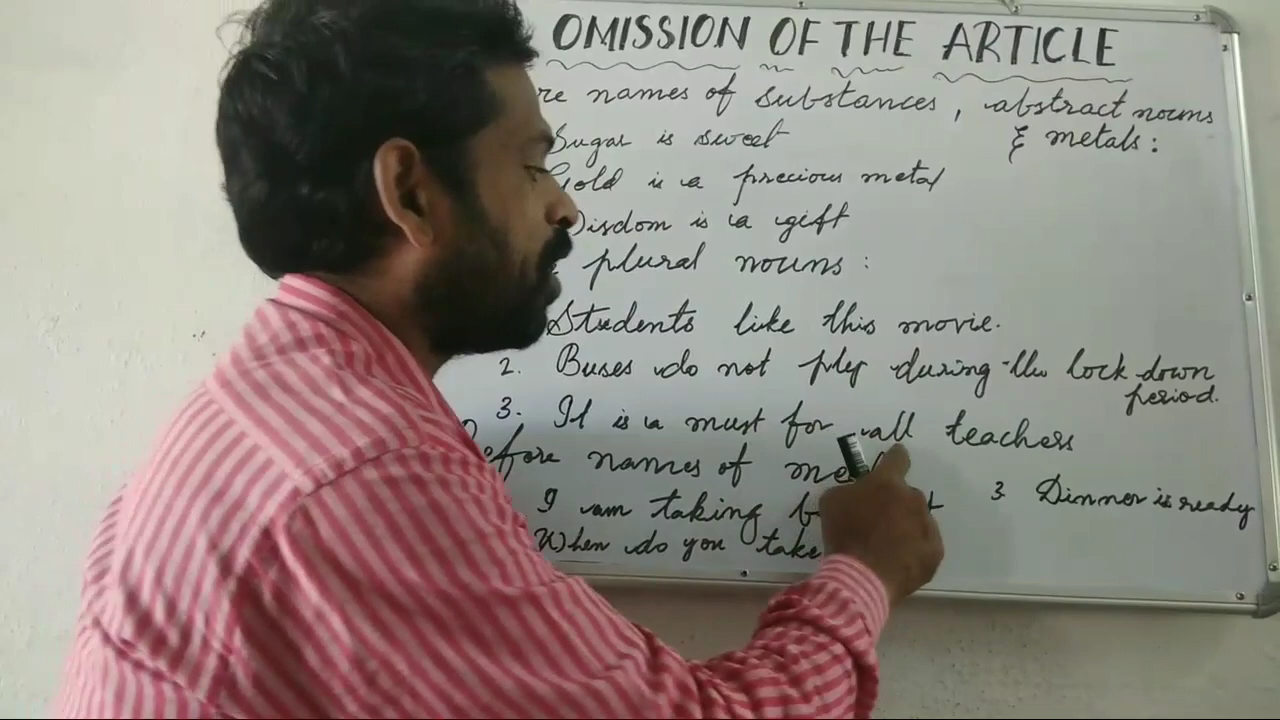 OMISSION OF THE ARTICLE
re names of substances, abstract nouns
& metals:
Sugar is sweet
Gold is a precious metal
Wisdom is a gift
plural nouns:
Students like this movie.
2. Buses do not ply during the lock down
period.
3. It is a must for all teachers
Before names of
I am taking
3. Dinner is ready
When do you take